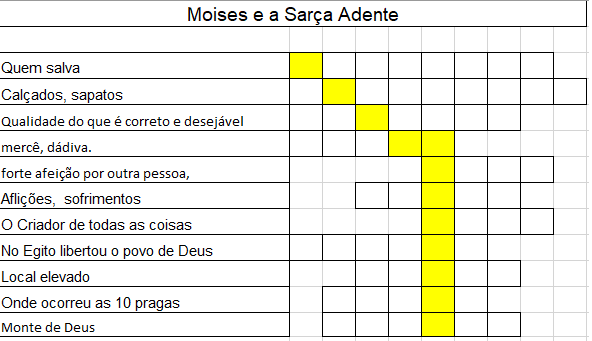 Moises e a Sarça Adente
Quem salva
Calçados, sapatos
Qualidade do que é correto e desejável
mercê, dádiva.
forte afeição por outra pessoa,
Aflições, sofrimentos
O Criador de todas as coisas
No Egito libertou o povo de Deus
Local elevado
Onde ocorreu as 10 pragas
Monte de Deus